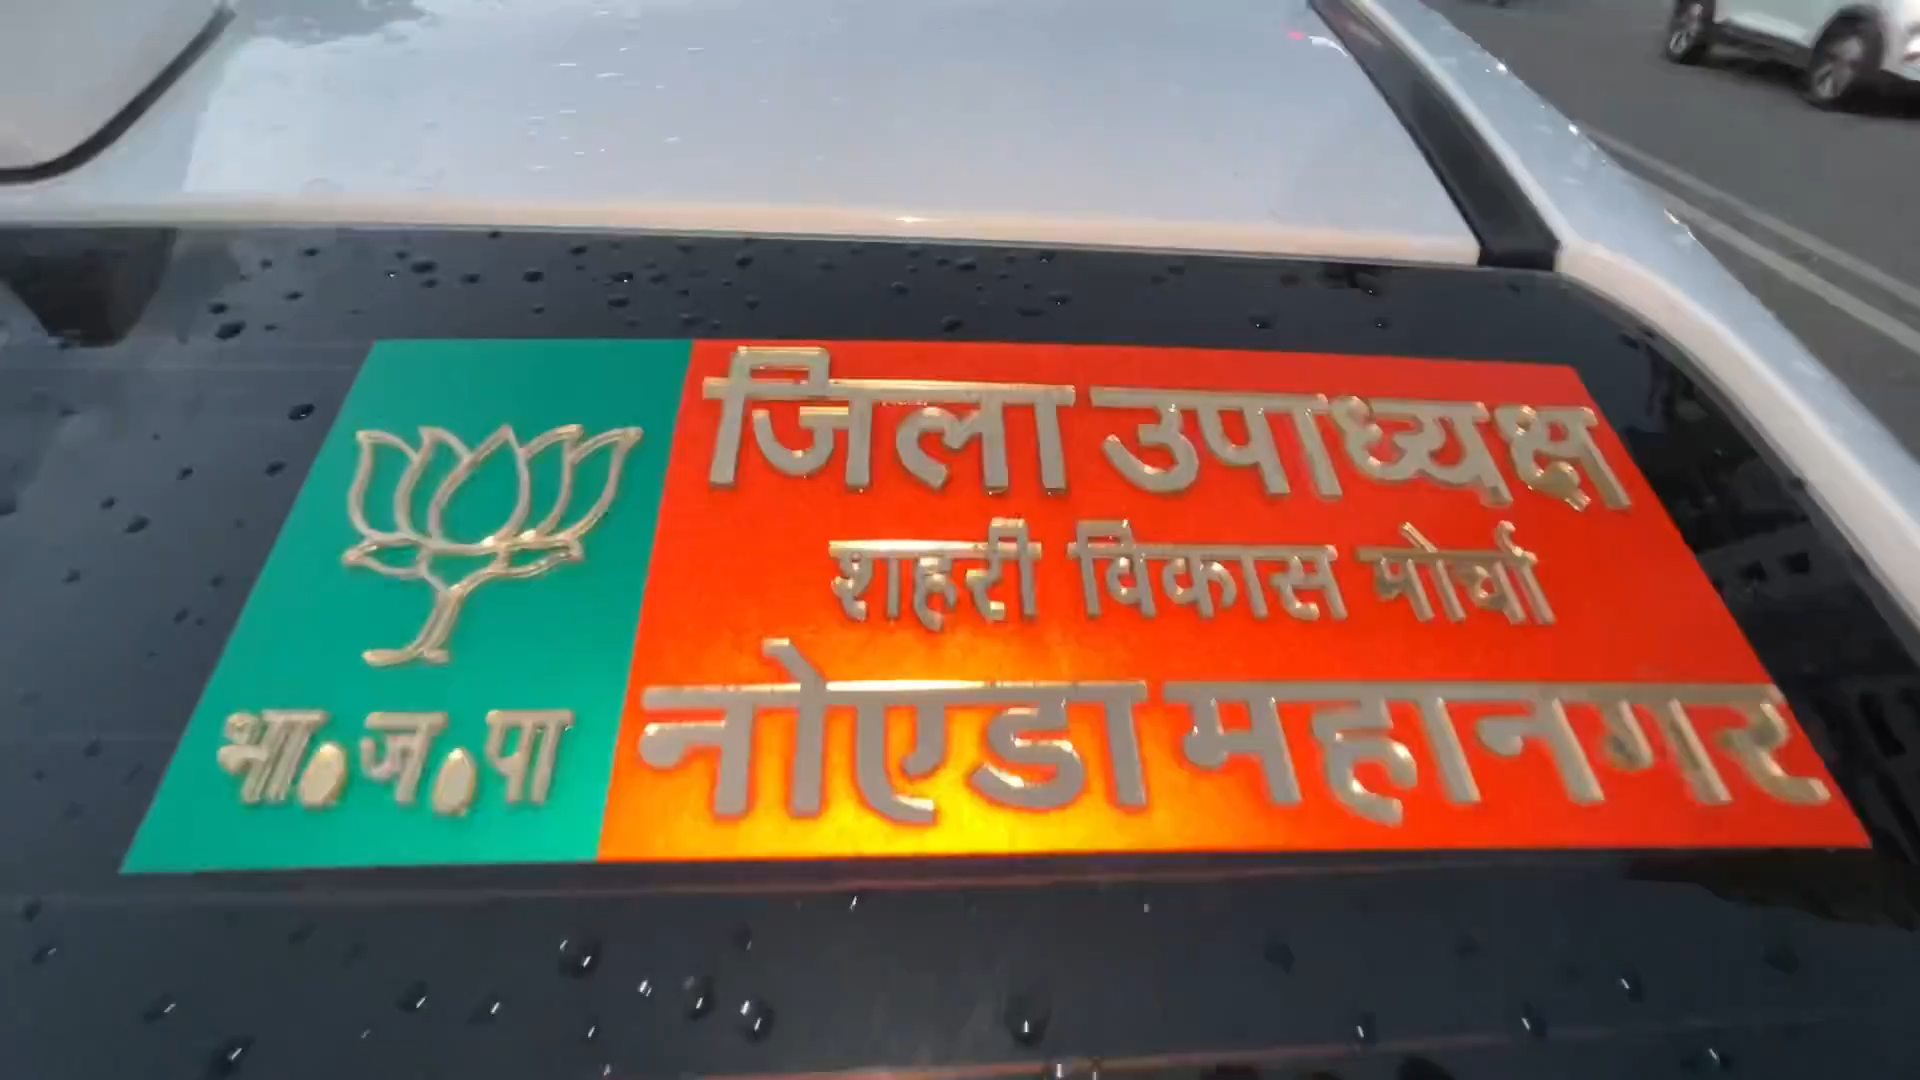 जिला उपाध्यक्ष
शहरी विकास मोर्चा
नोएडा महानगर
भा.ज.पा